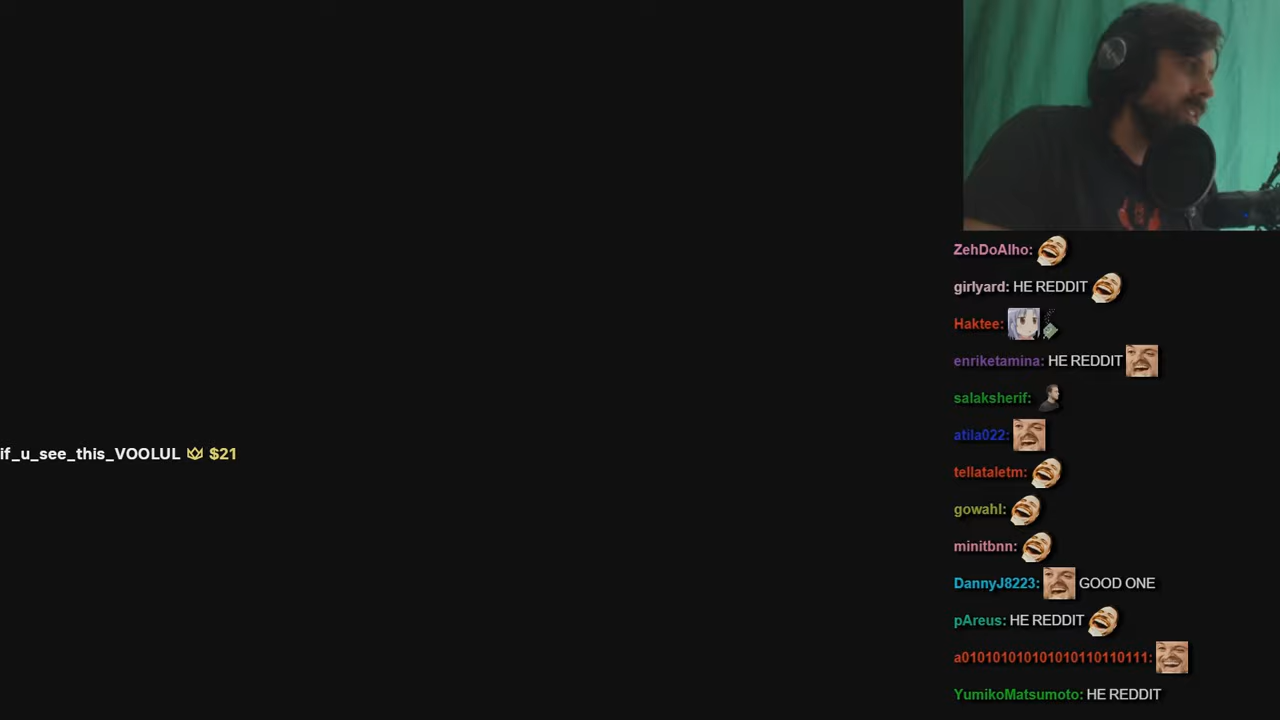 ZehDoAlho:
girlyard: HE REDDIT
Haktee:
enriketamina: HE REDDIT
salaksherif:
atila022:
if_u_see_this_VOOLUL $21
tellataletm:
gowahl:
minitbnn:
DannyJ8223: GOOD ONE
pAreus: HE REDDIT
a010101010101010110110111:
YumikoMatsumoto: HE REDDIT